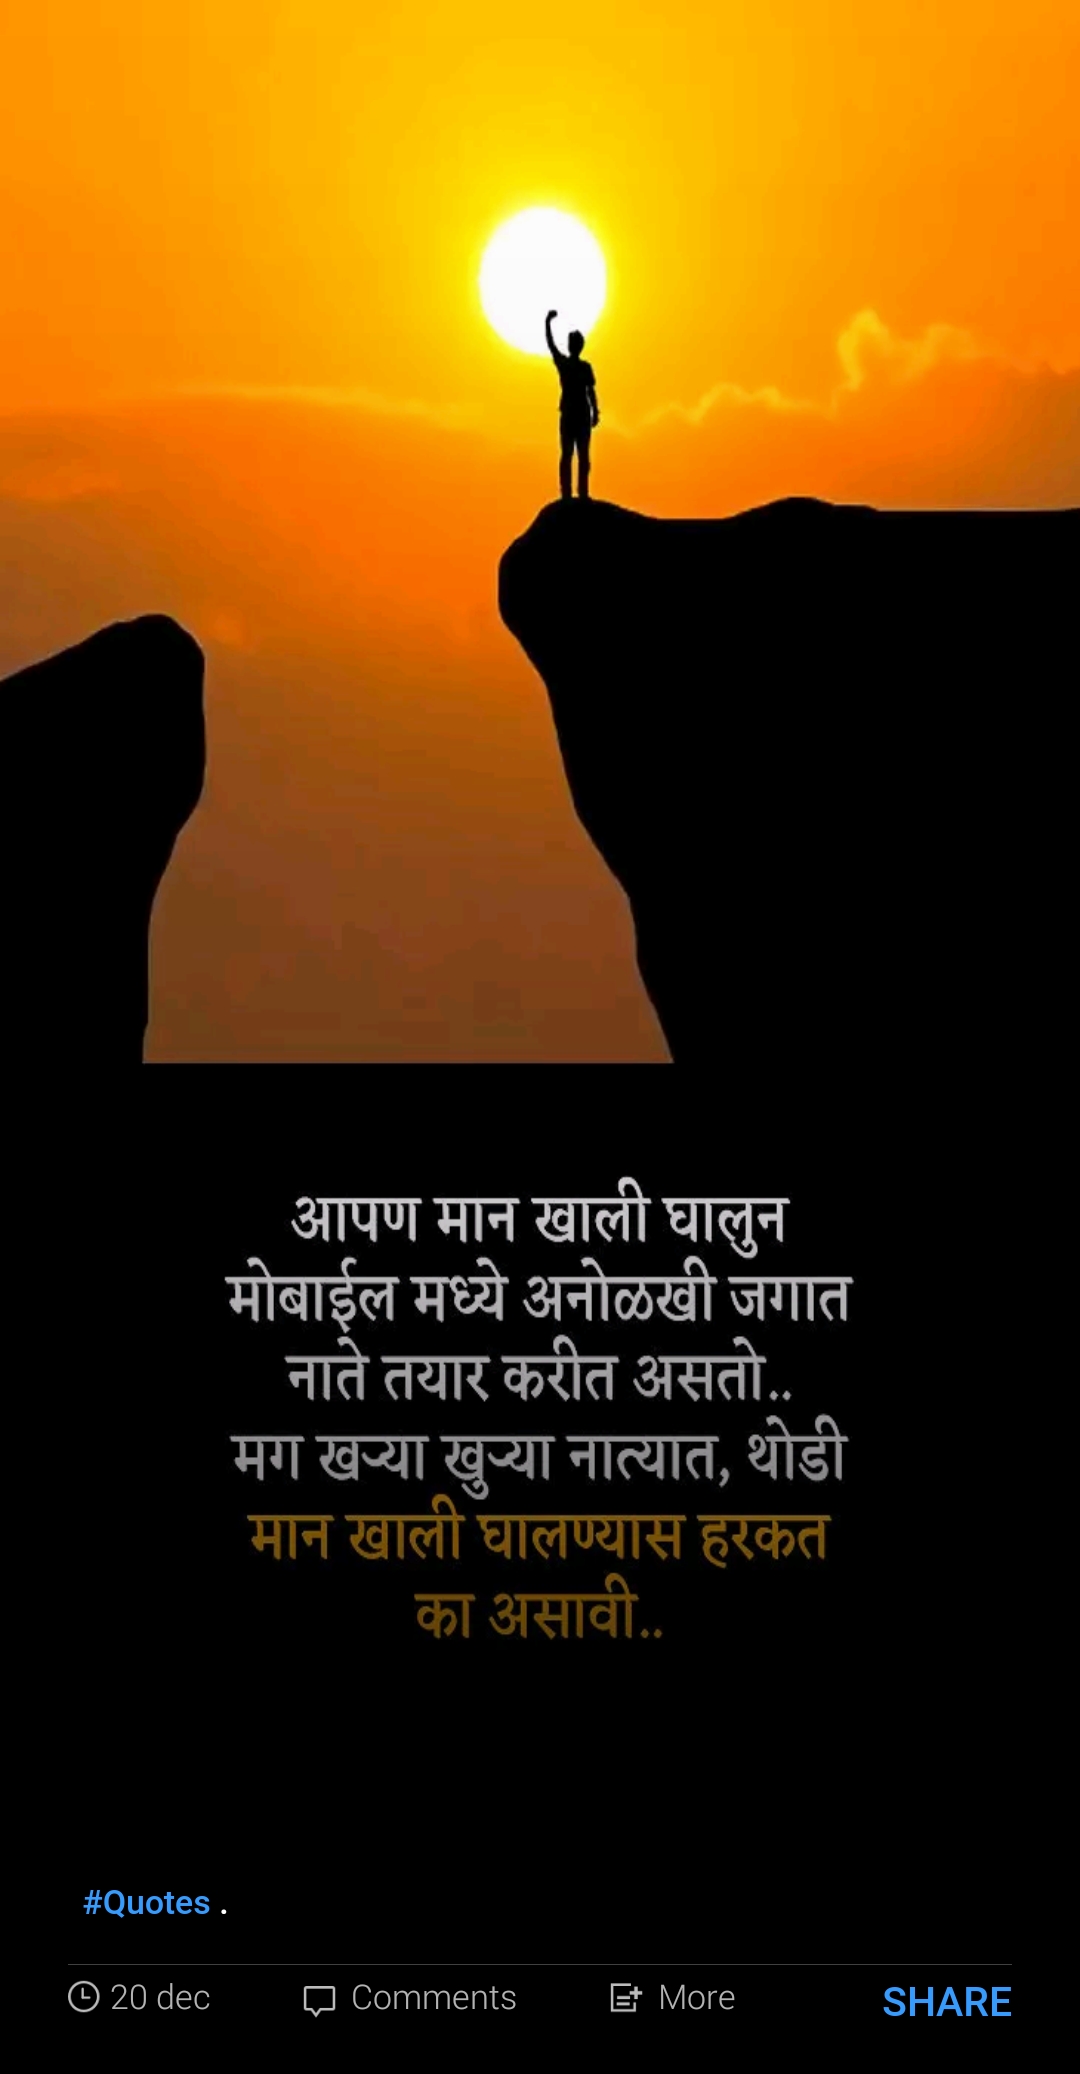 आपण मान खाली घालुन
मोबाईल मध्ये अनोळखी जगात
नाते तयार करीत असतो..
मग खऱ्या खुऱ्या नात्यात, थोडी
मान खाली घालण्यास हरकत
का असावी..
#Quotes .
20 dec Comments More SHARE